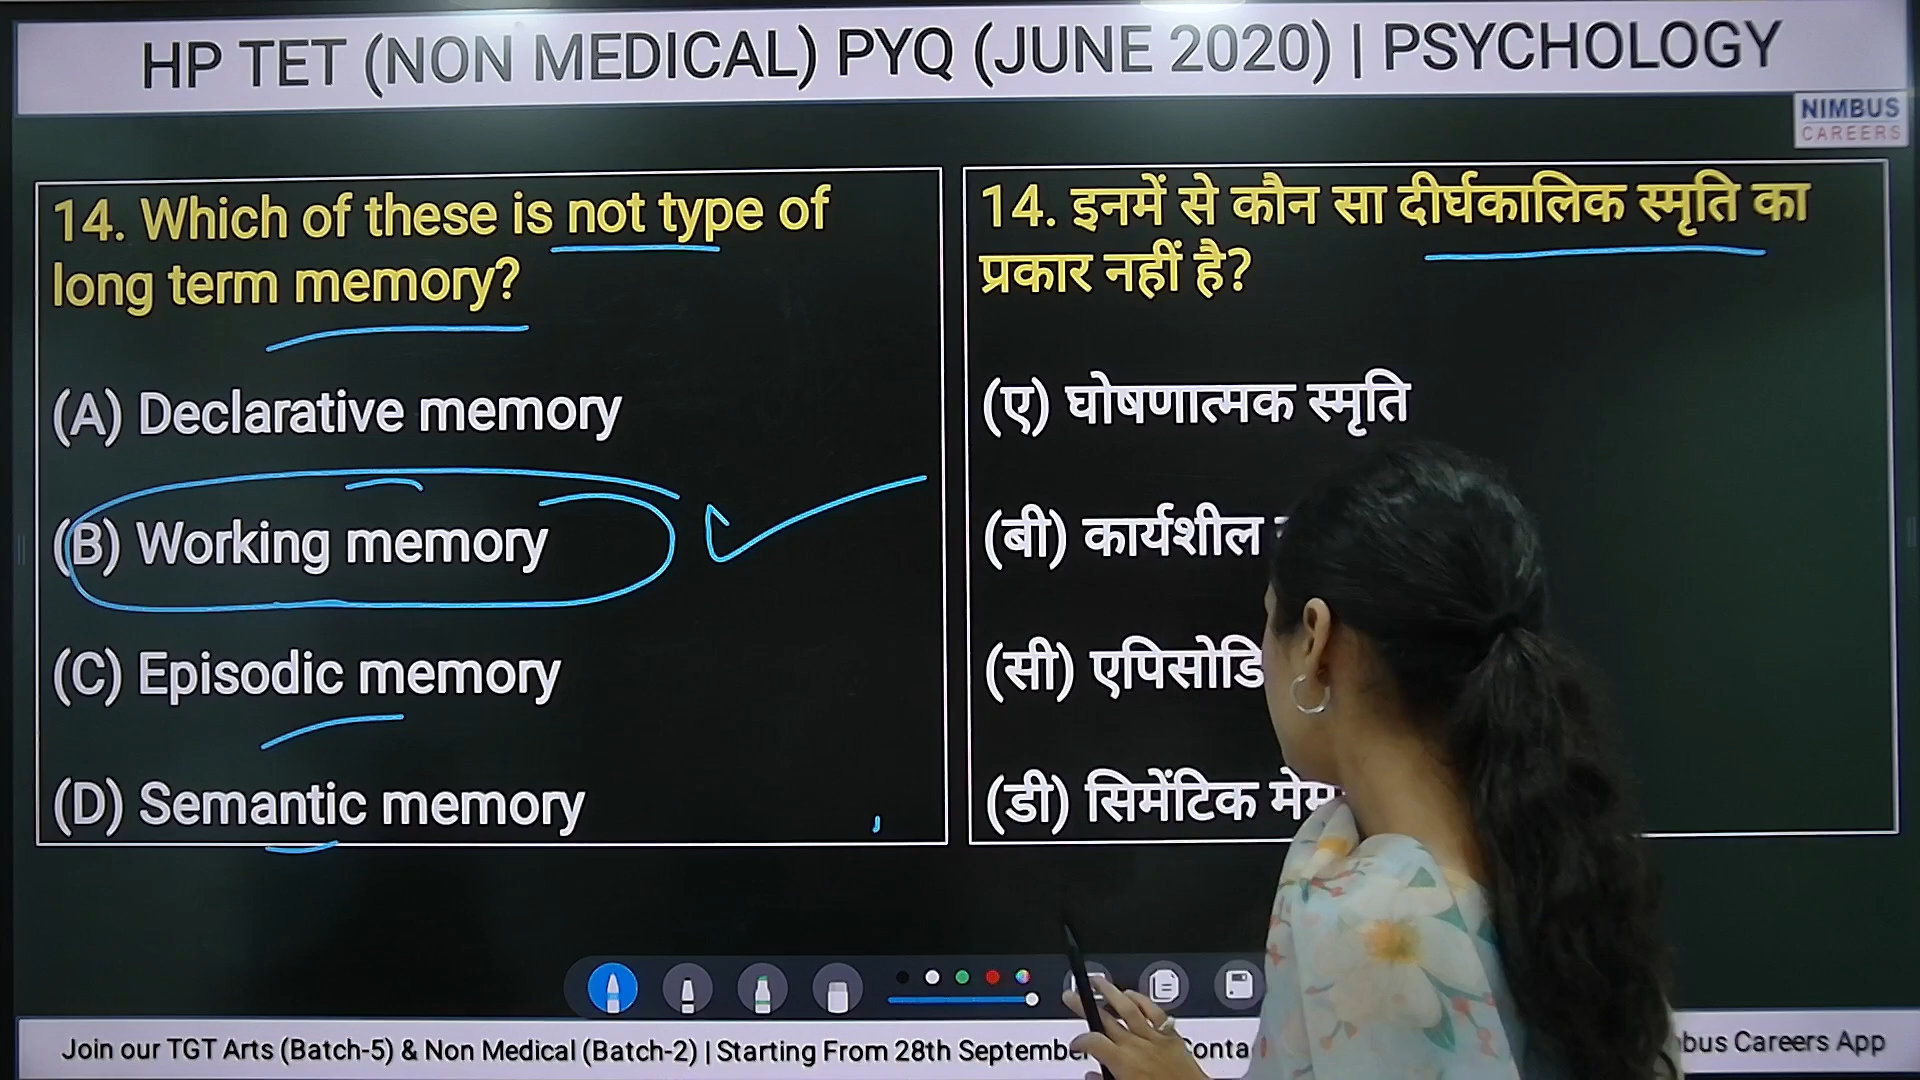 HP TET (NON MEDICAL) PYQ (JUNE 2020) | PSYCHOLOGY
NIMBUS
CAREERS
14. Which of these is not type of
long term memory?
(A) Declarative memory
(B) Working memory
(C) Episodic memory
(D) Semantic memory
14. इनमें से कौन सा दीर्घकालिक स्मृति का
प्रकार नहीं है?
(ए) घोषणात्मक स्मृति
(बी) कार्यशील
(सी)
(डी) सिमेंटिक
Join our TGT Arts (Batch-5) & Non Medical (Batch-2) | Starting From 28th Careers App